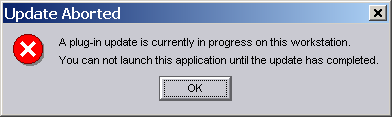 Update Aborted
A plug-in update is currently in progress on this workstation.
You can not launch this application until the update has completed.
OK